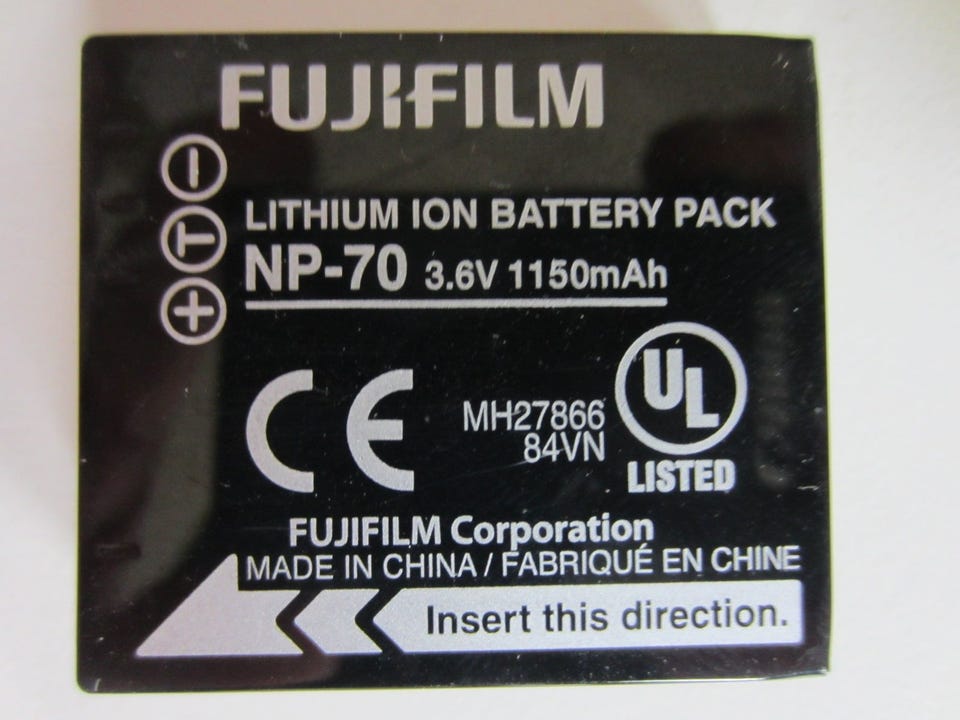 FUJIFILM
−
T
+
LITHIUM ION BATTERY PACK
NP-70 3.6V 1150mAh
CE
MH27866
84VN
UL
LISTED
FUJIFILM Corporation
MADE IN CHINA / FABRIQUÉ EN CHINE
Insert this direction.